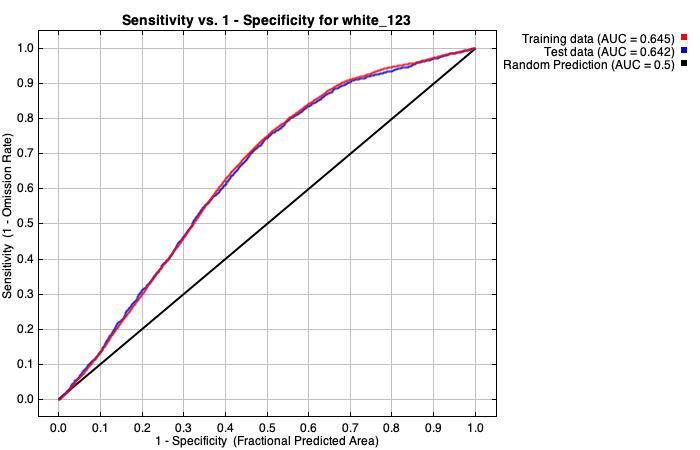 Sensitivity vs. 1 - Specificity for white_123
Training data (AUC = 0.645)
Test data (AUC = 0.642)
Random Prediction (AUC = 0.5)
Sensitivity (1 - Omission Rate)
1.0
0.9
0.8
0.7
0.6
0.5
0.4
0.3
0.2
0.1
0.0
0.0 0.1 0.2 0.3 0.4 0.5 0.6 0.7 0.8 0.9 1.0
1 - Specificity (Fractional Predicted Area)